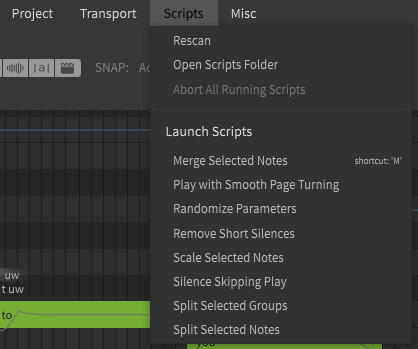 Project Transport Scripts Misc
Rescan
SNAP:
Open Scripts Folder
Abort All Running Scripts
Launch Scripts
Merge Selected Notes shortcut: 'M'
Play with Smooth Page Turning
Randomize Parameters
Remove Short Silences
Scale Selected Notes
uw
Silence Skipping Play
t uw
Split Selected Groups
to
Split Selected Notes
you